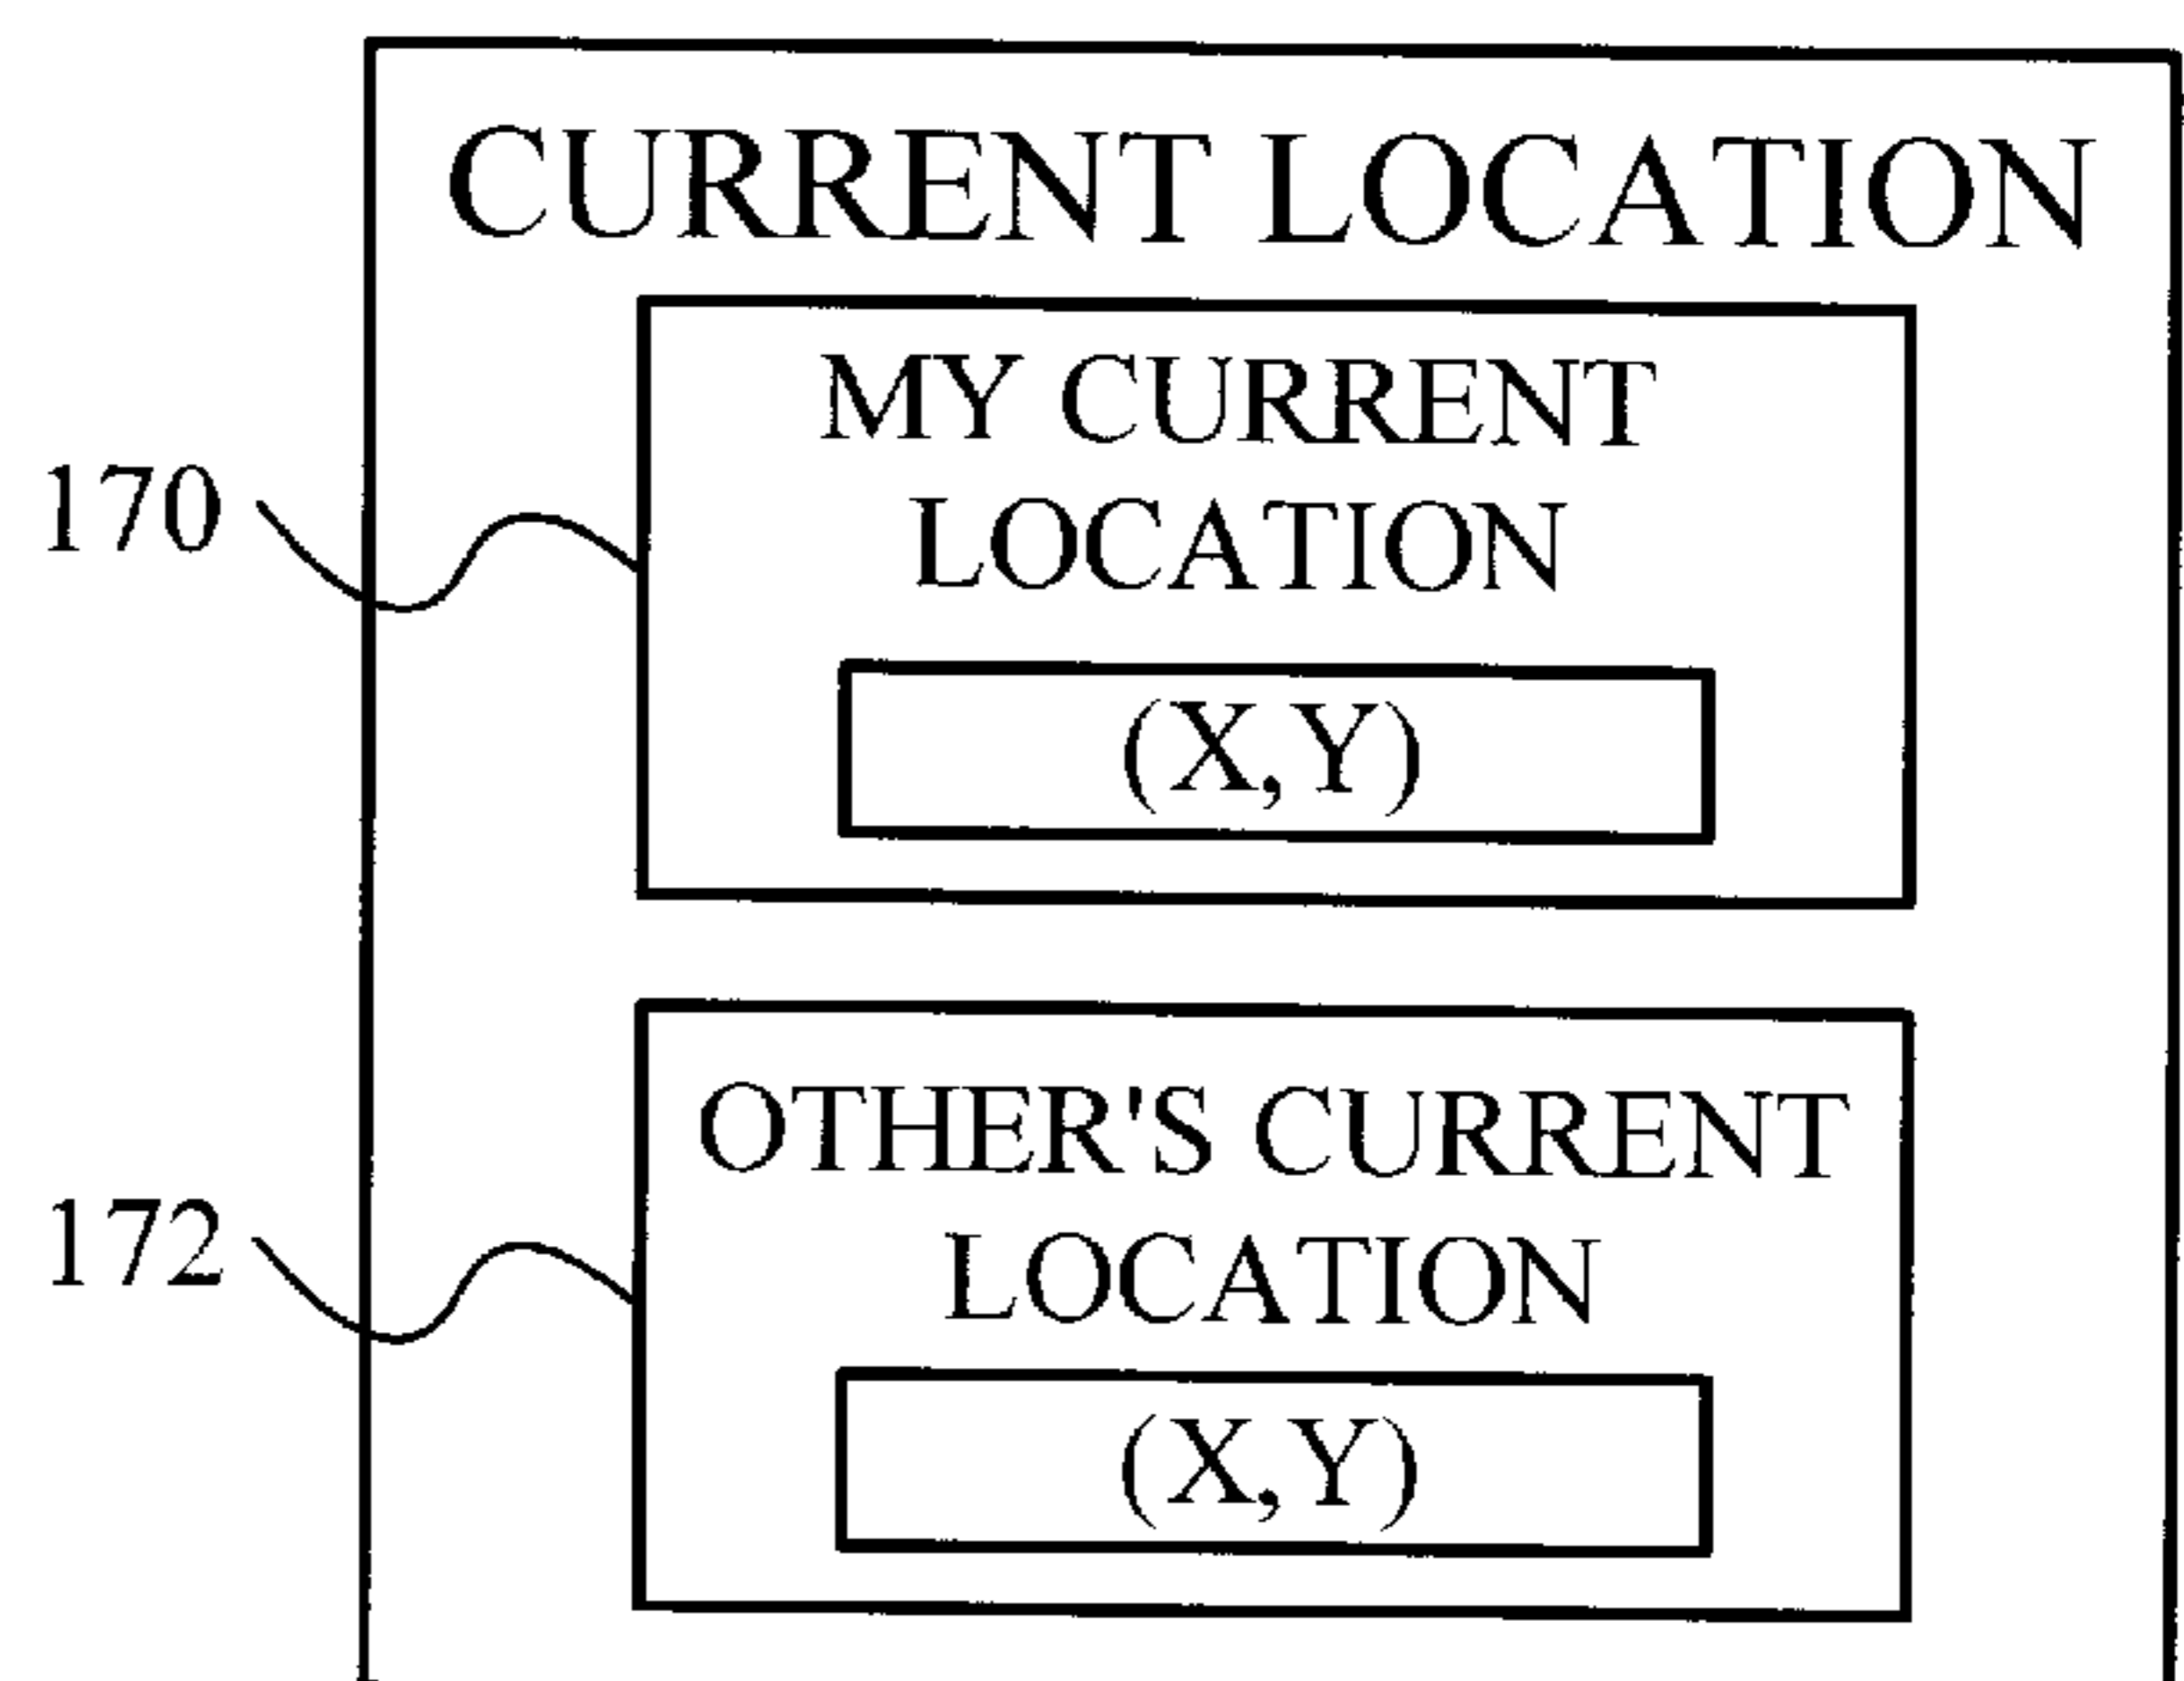 CURRENT LOCATION
MY CURRENT
LOCATION
170
(X,Y)
OTHER'S CURRENT
LOCATION
172
(X,Y)